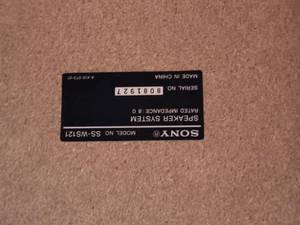 SONY®
MODEL NO. SS-WS121
SPEAKER SYSTEM
RATED IMPEDANCE : 8 Ω
SERIAL NO. 8081927
MADE IN CHINA